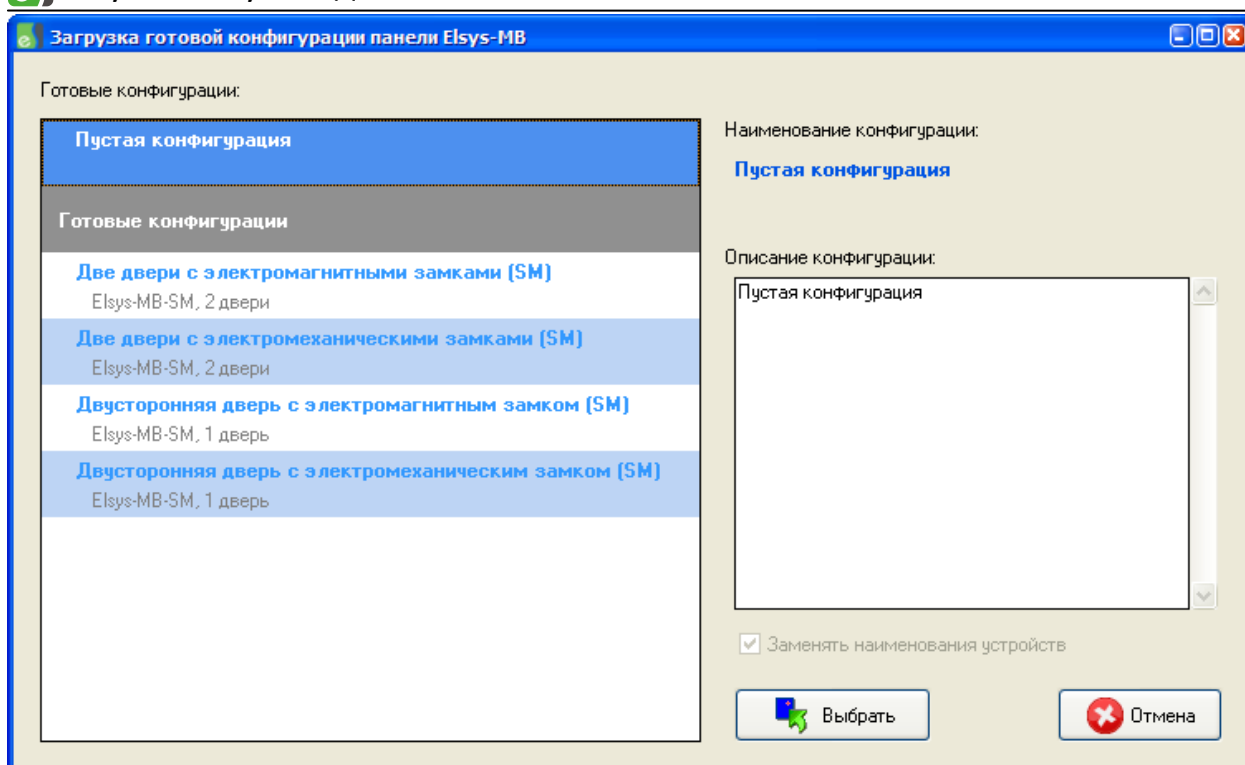 Загрузка готовой конфигурации панели Elsys-MB
Готовые конфигурации:
Пустая конфигурация
Готовые конфигурации
Две двери с электромагнитными замками (SM)
Elsys-MB-SM, 2 двери
Две двери с электромеханическими замками (SM)
Elsys-MB-SM, 2 двери
Двусторонняя дверь с электромагнитным замком (SM)
Elsys-MB-SM, 1 дверь
Двусторонняя дверь с электромеханическим замком (SM)
Elsys-MB-SM, 1 дверь
Наименование конфигурации:
Пустая конфигурация
Описание конфигурации:
Пустая конфигурация
Заменять наименования устройств
Выбрать
Отмена